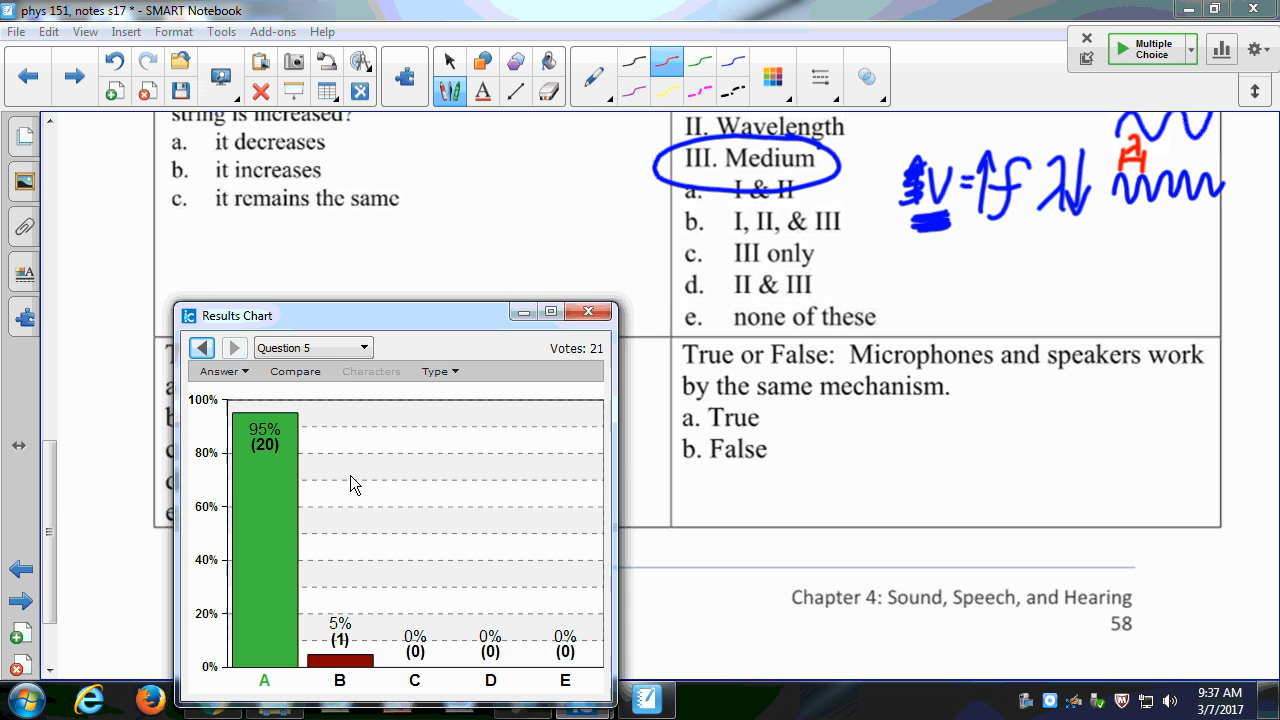 phys 151, notes s17 * - SMART Notebook
File Edit View Insert Format Tools Add-ons Help
Multiple Choice
string is increased?
a. it decreases
b. it increases
c. it remains the same
II. Wavelength
III. Medium
a. I & II
b. I, II, & III
c. III only
d. II & III
e. none of these
V = ↑f λ↓
λ
True or False: Microphones and speakers work
by the same mechanism.
a. True
b. False
Results Chart
Question 5
Votes: 21
Answer Compare Characters Type
100%
80%
60%
40%
20%
0%
95%
(20)
5%
(1)
0%
(0)
0%
(0)
0%
(0)
A B C D E
Chapter 4: Sound, Speech, and Hearing
58
9:37 AM
3/7/2017